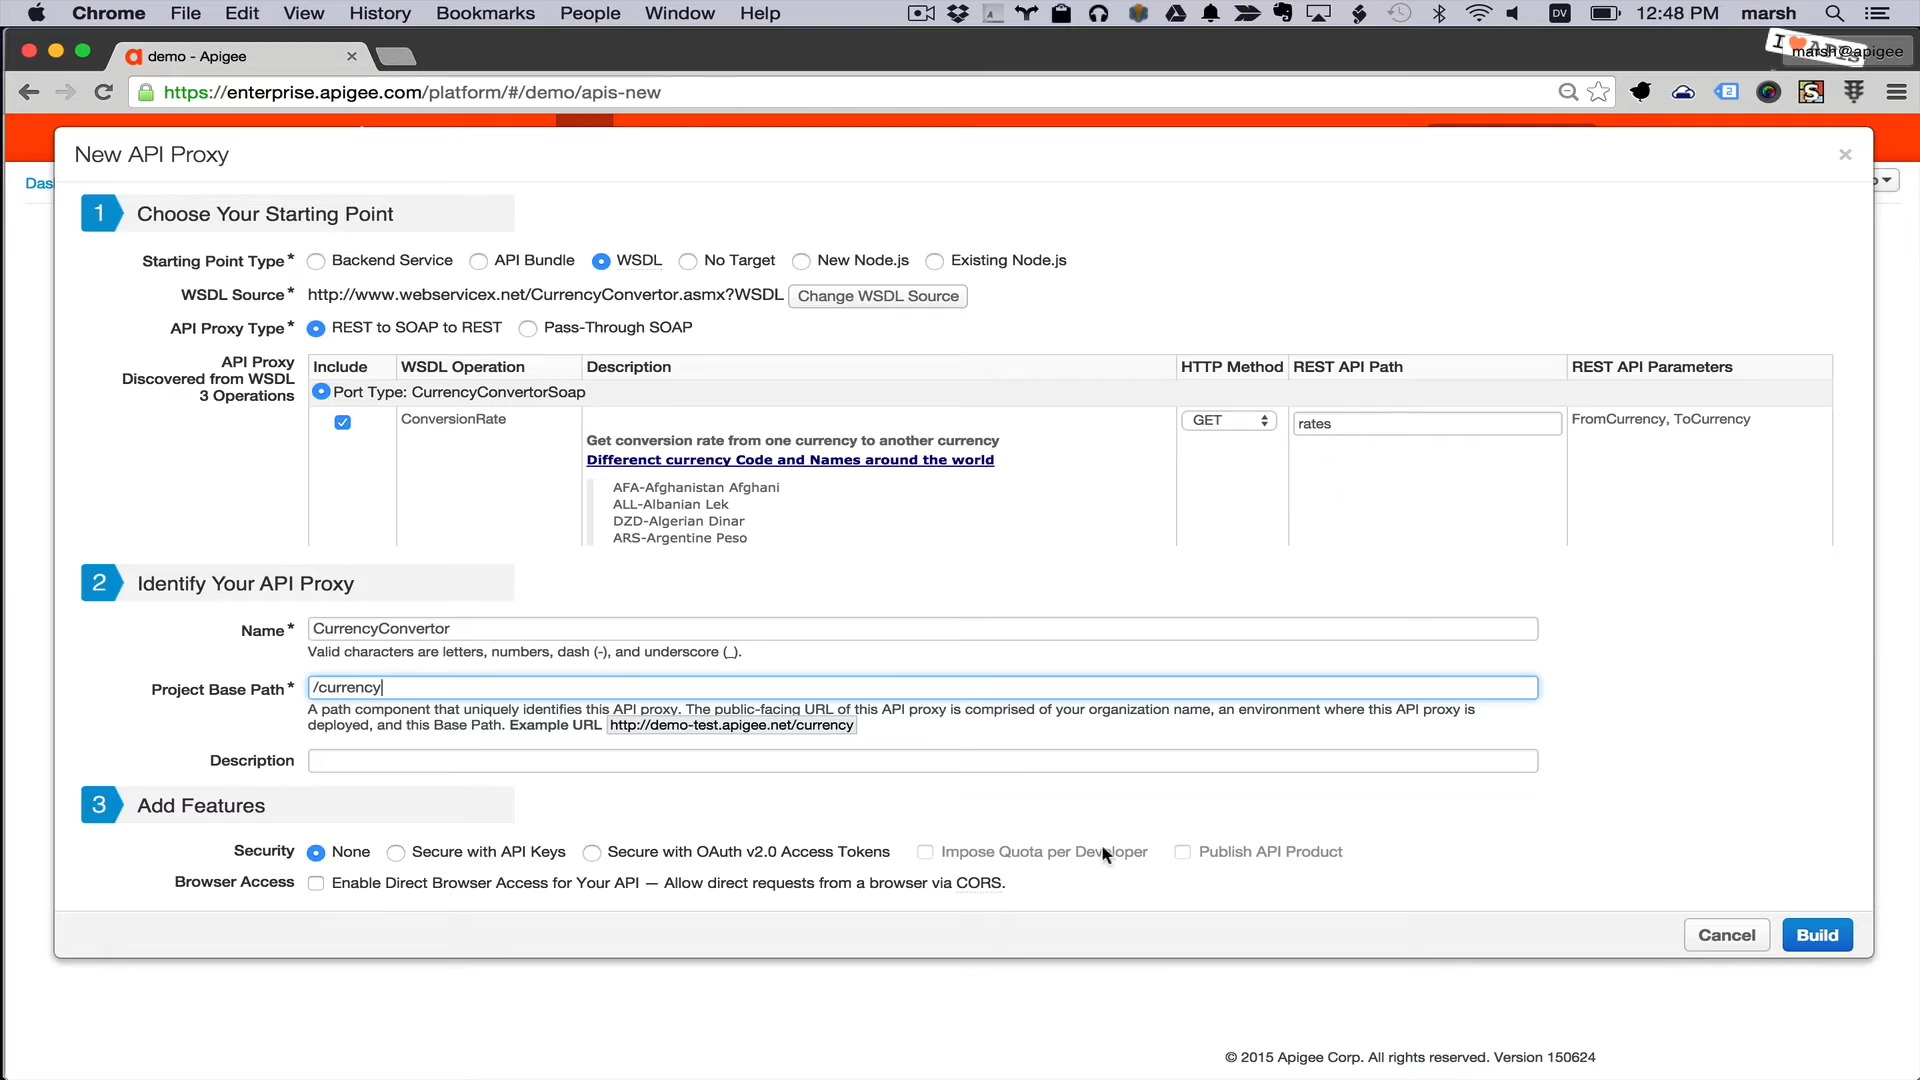 Chrome File Edit View History Bookmarks People Window Help DV 12:48 PM marsh
demo - Apigee
marsh@apigee
https://enterprise.apigee.com/platform/#/demo/apis-new
New API Proxy
Das
1 Choose Your Starting Point
Starting Point Type* Backend Service API Bundle WSDL No Target New Node.js Existing Node.js
WSDL Source* http://www.webservicex.net/CurrencyConvertor.asmx?WSDL Change WSDL Source
API Proxy Type* REST to SOAP to REST Pass-Through SOAP
API Proxy
Discovered from WSDL
3 Operations
Include WSDL Operation Description HTTP Method REST API Path REST API Parameters
Port Type: CurrencyConvertorSoap
ConversionRate GET rates FromCurrency, ToCurrency
Get conversion rate from one currency to another currency
Differenct currency Code and Names around the world
AFA-Afghanistan Afghani
ALL-Albanian Lek
DZD-Algerian Dinar
ARS-Argentine Peso
2 Identify Your API Proxy
Name* CurrencyConvertor
Valid characters are letters, numbers, dash (-), and underscore (_).
Project Base Path* /currency
A path component that uniquely identifies this API proxy. The public-facing URL of this API proxy is comprised of your organization name, an environment where this API proxy is
deployed, and this Base Path. Example URL http://demo-test.apigee.net/currency
Description
3 Add Features
Security None Secure with API Keys Secure with OAuth v2.0 Access Tokens Impose Quota per Developer Publish API Product
Browser Access Enable Direct Browser Access for Your API — Allow direct requests from a browser via CORS.
Cancel Build
© 2015 Apigee Corp. All rights reserved. Version 150624